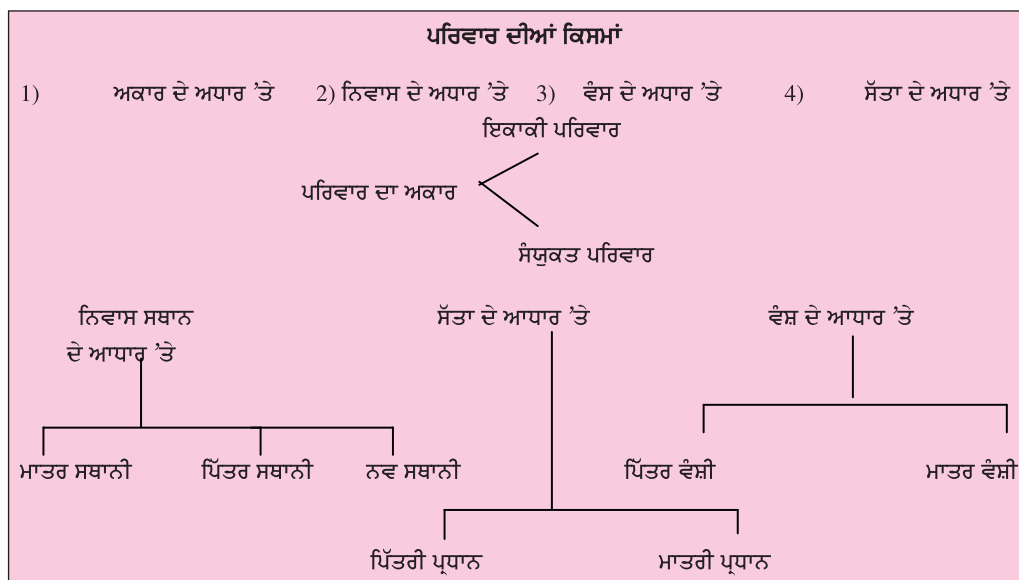 ਪਰਿਵਾਰ ਦੀਆਂ ਕਿਸਮਾਂ
1) ਅਕਾਰ ਦੇ ਅਧਾਰ ’ਤੇ 2) ਨਿਵਾਸ ਦੇ ਅਧਾਰ ’ਤੇ 3) ਵੰਸ ਦੇ ਅਧਾਰ ’ਤੇ 4) ਸੱਤਾ ਦੇ ਅਧਾਰ ’ਤੇ
ਇਕਾਕੀ ਪਰਿਵਾਰ
ਪਰਿਵਾਰ ਦਾ ਅਕਾਰ
ਸੰਯੁਕਤ ਪਰਿਵਾਰ
ਨਿਵਾਸ ਸਥਾਨ
ਦੇ ਆਧਾਰ ’ਤੇ
ਸੱਤਾ ਦੇ ਆਧਾਰ ’ਤੇ
ਵੰਸ਼ ਦੇ ਆਧਾਰ ’ਤੇ
ਮਾਤਰ ਸਥਾਨੀ ਪਿੱਤਰ ਸਥਾਨੀ ਨਵ ਸਥਾਨੀ ਪਿੱਤਰ ਵੰਸ਼ੀ ਮਾਤਰ ਵੰਸ਼ੀ
ਪਿੱਤਰੀ ਪ੍ਰਧਾਨ ਮਾਤਰੀ ਪ੍ਰਧਾਨ